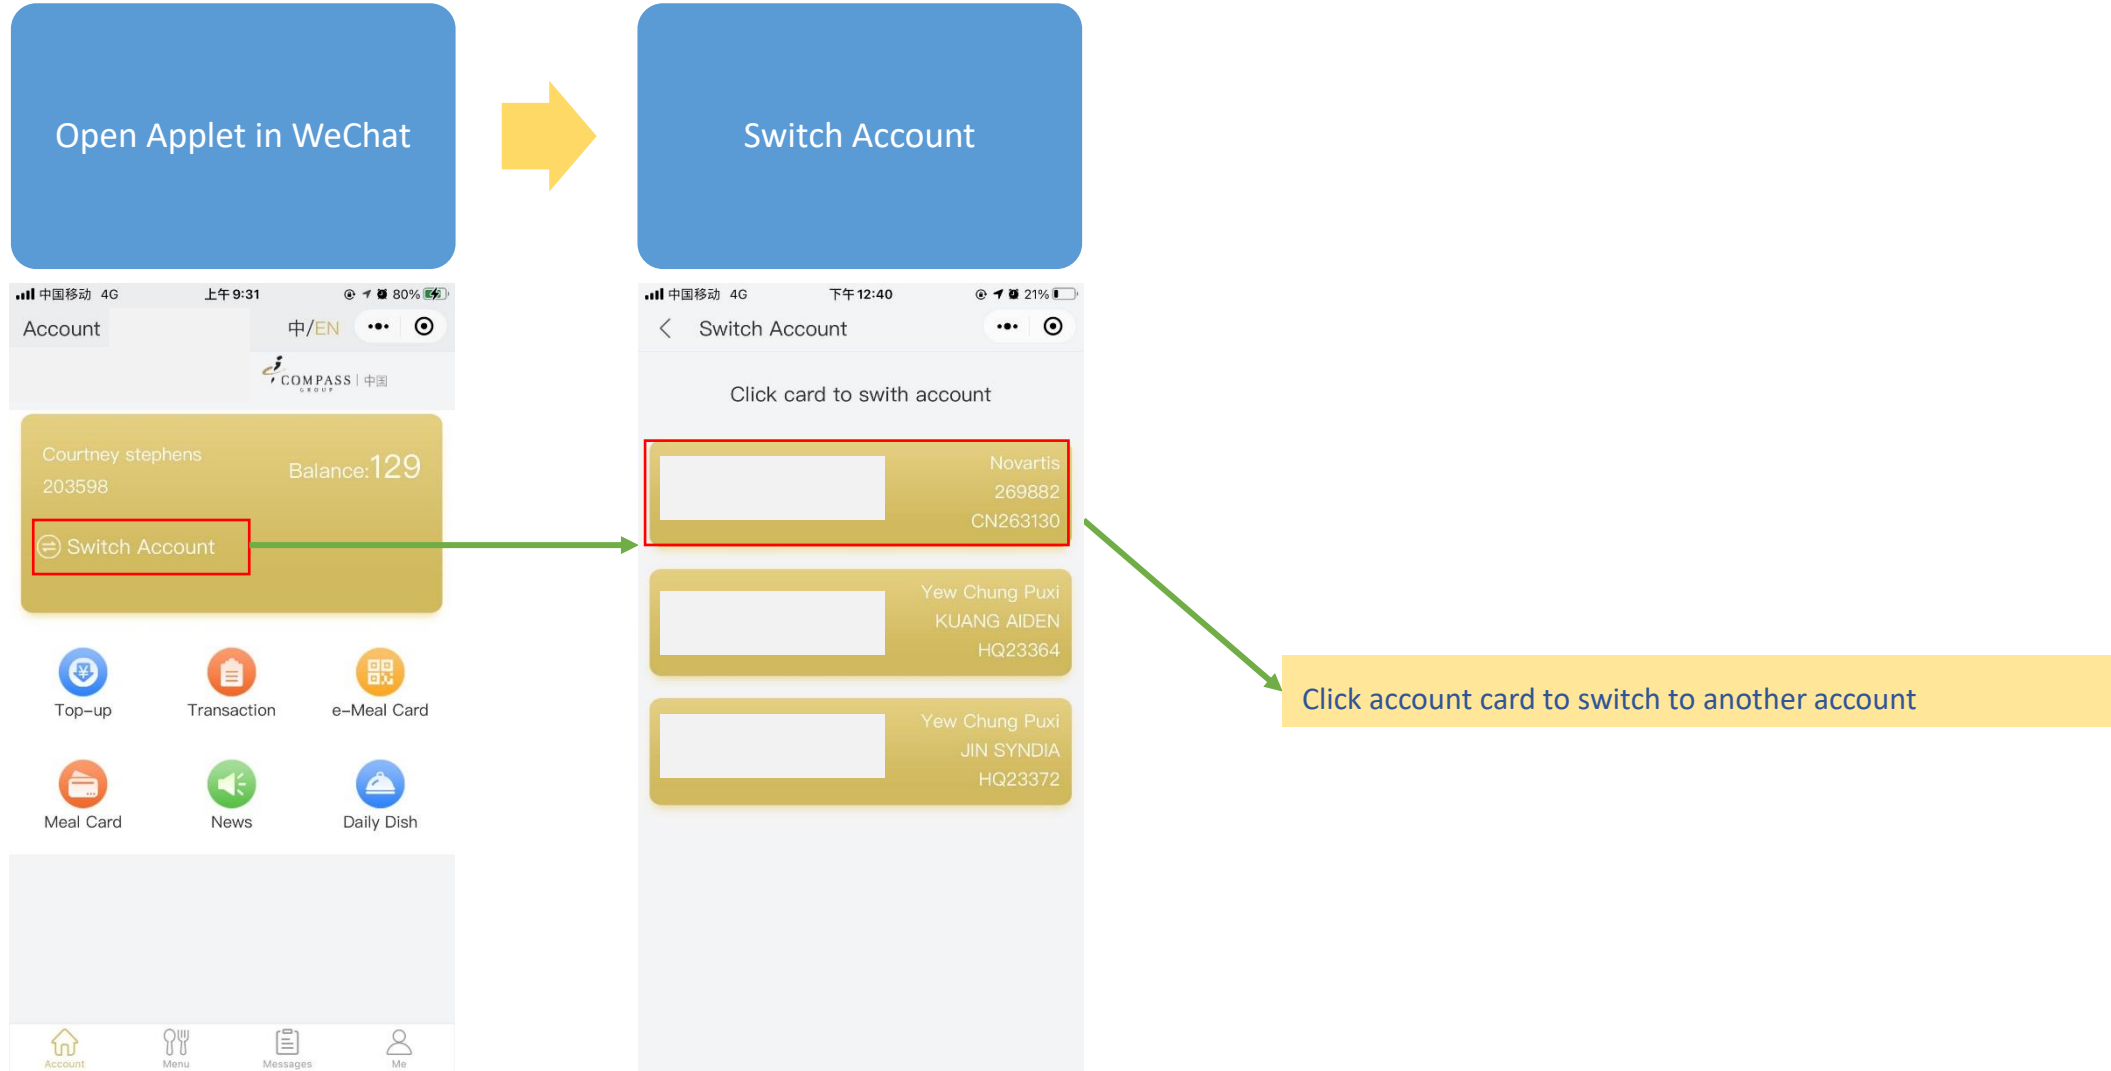 Open Applet in WeChat
Switch Account
中国移动 4G 上午 9:31 80%
Account 中/EN
COMPASS 中国
GROUP
Courtney stephens
203598
Balance:129
Switch Account
Top-up Transaction e-Meal Card
Meal Card News Daily Dish
Account Menu Messages Me
中国移动 4G 下午 12:40 21%
Switch Account
Click card to swith account
Novartis
269882
CN263130
Yew Chung Puxi
KUANG AIDEN
HQ23364
Yew Chung Puxi
JIN SYNDIA
HQ23372
Click account card to switch to another account